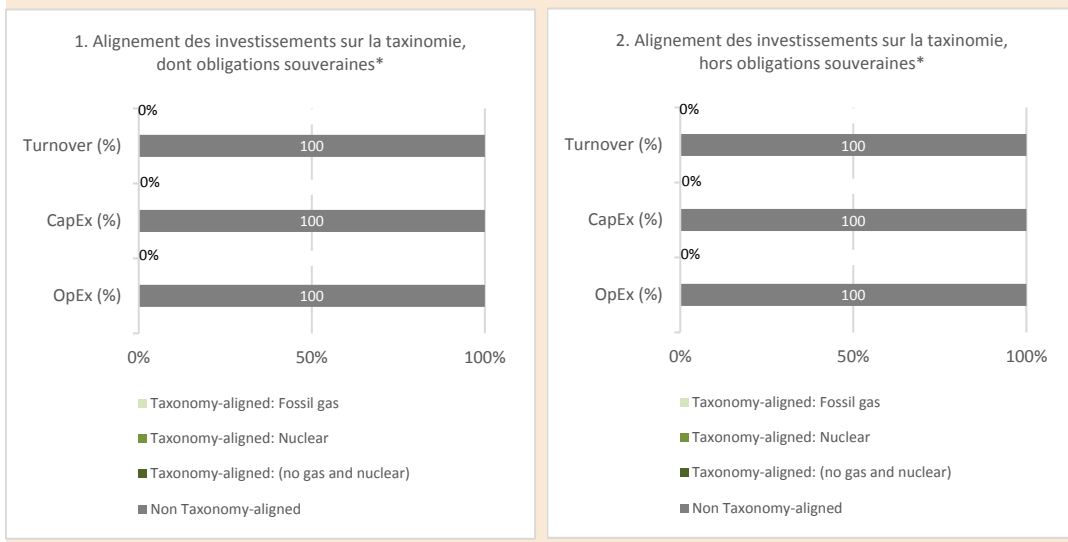 1. Alignement des investissements sur la taxinomie,
dont obligations souveraines*
0%
Turnover (%)
100
0%
CapEx (%)
100
0%
OpEx (%)
100
0%
50%
100%
Taxonomy-aligned: Fossil gas
Taxonomy-aligned: Nuclear
Taxonomy-aligned: (no gas and nuclear)
Non Taxonomy-aligned
2. Alignement des investissements sur la taxinomie,
hors obligations souveraines*
0%
Turnover (%)
100
0%
CapEx (%)
100
0%
OpEx (%)
100
0%
50%
100%
Taxonomy-aligned: Fossil gas
Taxonomy-aligned: Nuclear
Taxonomy-aligned: (no gas and nuclear)
Non Taxonomy-aligned